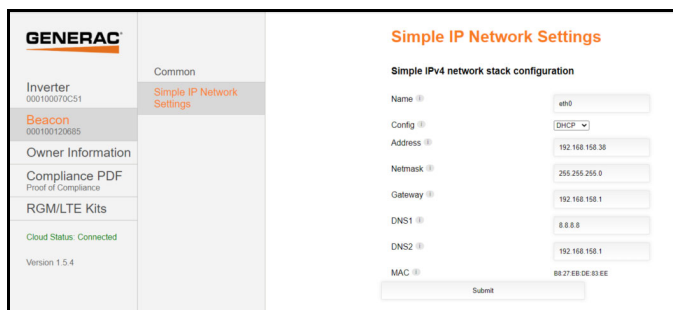 GENERAC
Inverter
000100070C51
Beacon
000100120685
Owner Information
Compliance PDF
Proof of Compliance
RGM/LTE Kits
Cloud Status: Connected
Version 1.5.4
Common
Simple IP Network
Settings
Simple IP Network Settings
Simple IPv4 network stack configuration
Name
eth0
Config
DHCP
Address
192.168.158.38
Netmask
255.255.255.0
Gateway
192.168.158.1
DNS1
8.8.8.8
DNS2
192.168.158.1
MAC
B8:27:EB:DE:83:EE
Submit